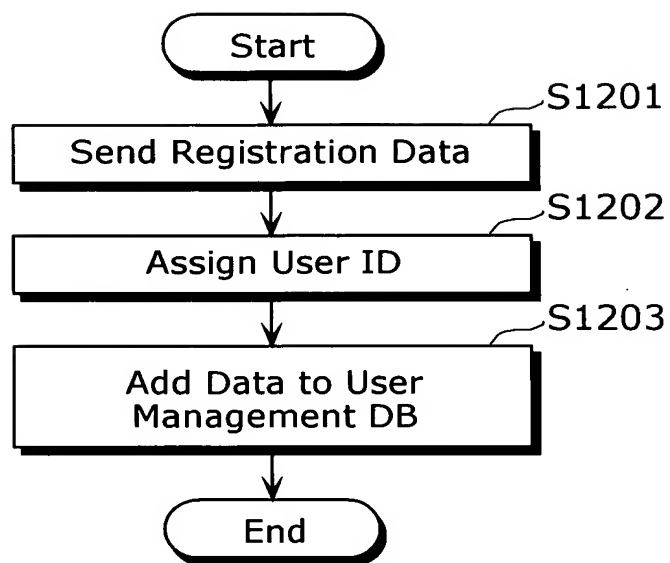 Start
S1201
Send Registration Data
S1202
Assign User ID
S1203
Add Data to User
Management DB
End